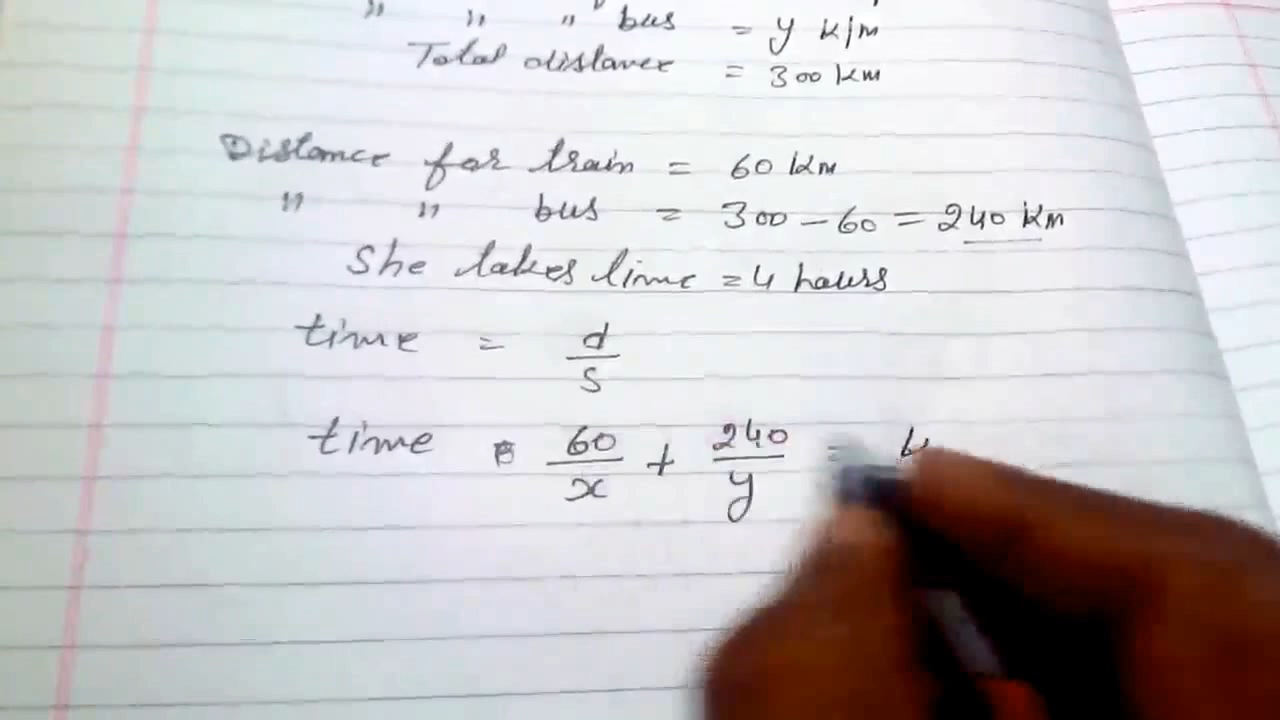 " " " bus = y k/m
Total distance = 300 km
Distance for train = 60 Km
" " bus = 300 - 60 = 240 Km
She takes time = 4 hours
time = d/s
time = 60/x + 240/y = 4